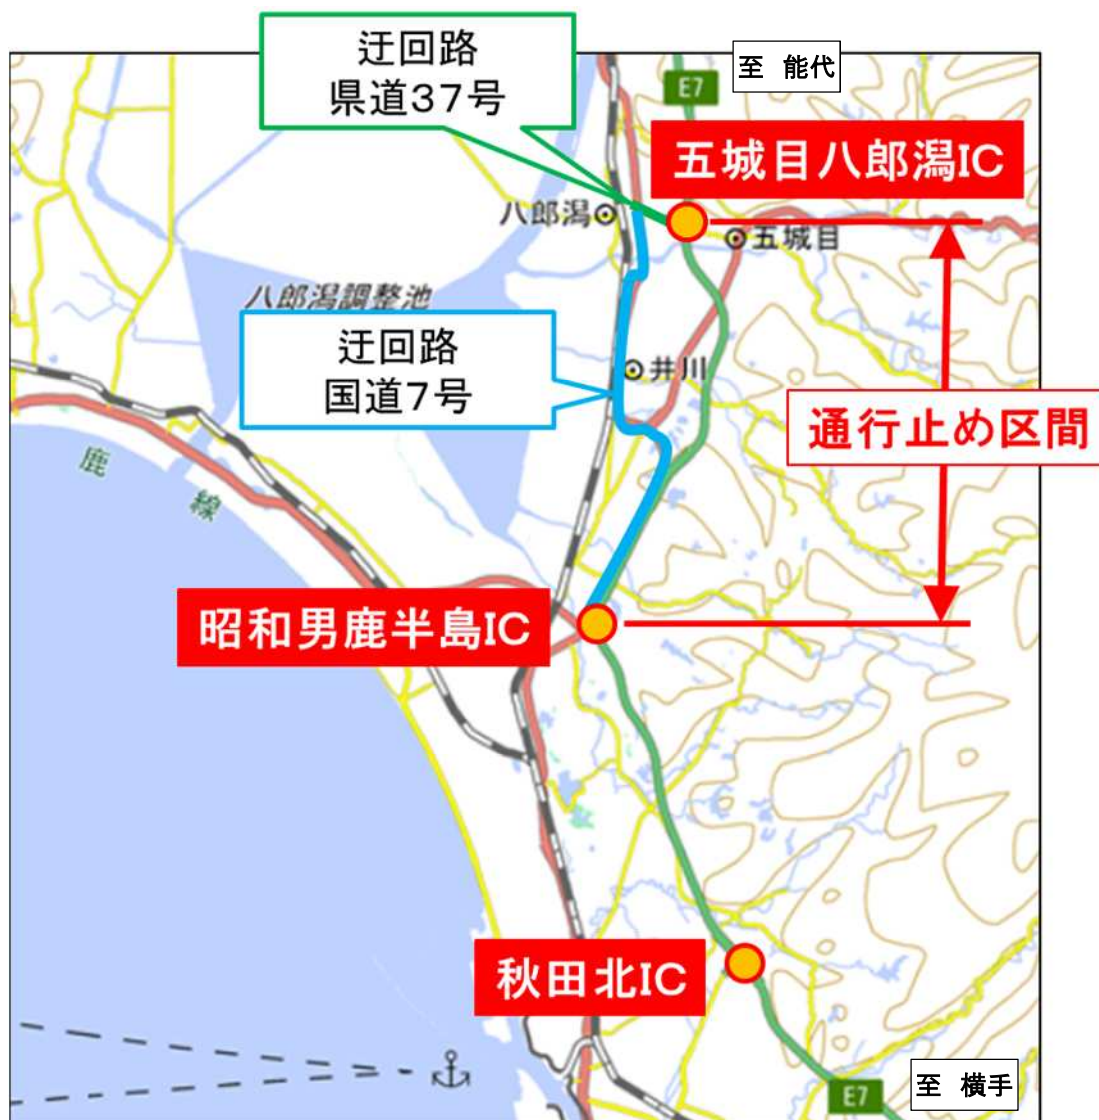 迂回路
県道37号
至 能代
E7
五城目八郎潟IC
八郎潟
五城目
八郎潟調整池
迂回路
国道7号
井川
通行止め区間
鹿
線
昭和男鹿半島IC
秋田北IC
至 横手
E7